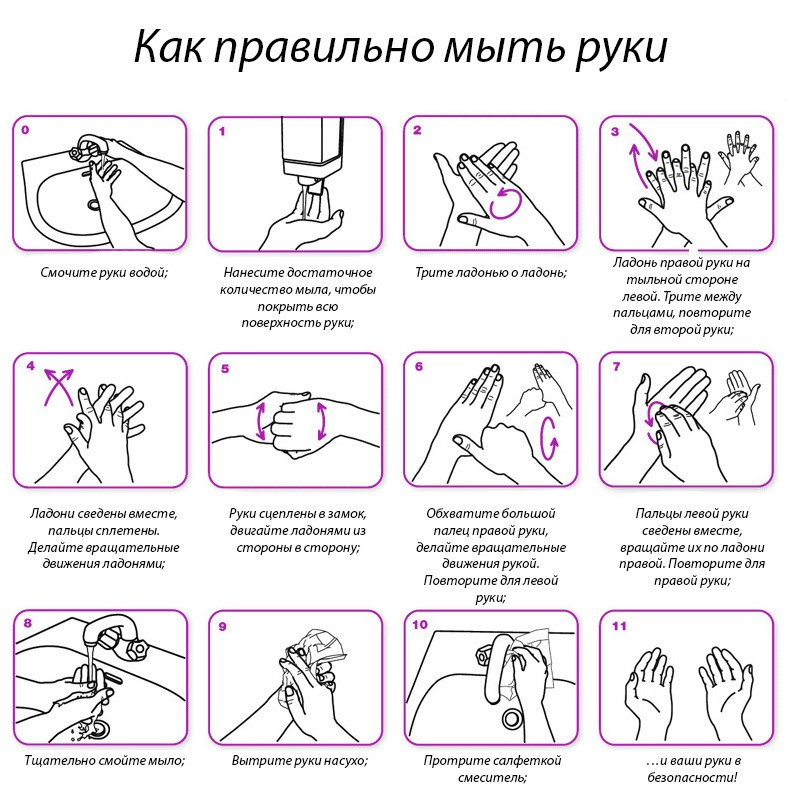 Как правильно мыть руки
0
Смочите руки водой;
1
Нанесите достаточное
количество мыла, чтобы
покрыть всю
поверхность руки;
2
Трите ладонью о ладонь;
3
Ладонь правой руки на
тыльной стороне
левой. Трите между
пальцами, повторите
для второй руки;
4
Ладони сведены вместе,
пальцы сплетены.
Делайте вращательные
движения ладонями;
5
Руки сцеплены в замок,
двигайте ладонями из
стороны в сторону;
6
Обхватите большой
палец правой руки,
делайте вращательные
движения рукой.
Повторите для левой
руки;
7
Пальцы левой руки
сведены вместе,
вращайте их по ладони
правой. Повторите для
правой руки;
8
Тщательно смойте мыло;
9
Вытрите руки насухо;
10
Протрите салфеткой
смеситель;
11
...и ваши руки в
безопасности!